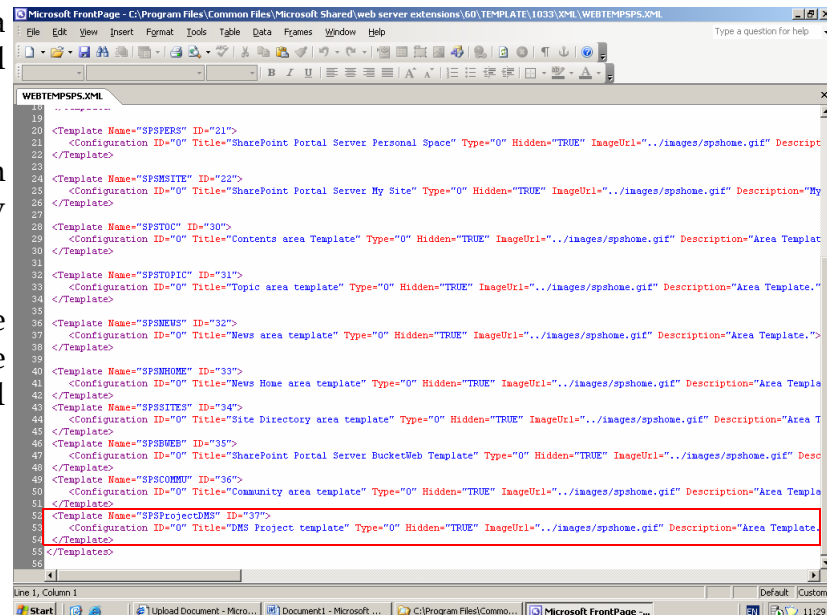 Microsoft FrontPage - C:\Program Files\Common Files\Microsoft Shared\web server extensions\60\TEMPLATE\1033\XML\WEBTEMPSPS.XML
File Edit View Insert Format Tools Table Data Frames Window Help
Type a question for help
B I U
WEBTEMPSPS.XML
18
19
20 <Template Name="SPSPERS" ID="21">
21 <Configuration ID="0" Title="SharePoint Portal Server Personal Space" Type="0" Hidden="TRUE" ImageUrl="../images/spshome.gif" Descript
22 </Template>
23
24 <Template Name="SPSMSITE" ID="22">
25 <Configuration ID="0" Title="SharePoint Portal Server My Site" Type="0" Hidden="TRUE" ImageUrl="../images/spshome.gif" Description="My
26 </Template>
27
28 <Template Name="SPSTOC" ID="30">
29 <Configuration ID="0" Title="Contents area Template" Type="0" Hidden="TRUE" ImageUrl="../images/spshome.gif" Description="Area Templat
30 </Template>
31
32 <Template Name="SPSTOPIC" ID="31">
33 <Configuration ID="0" Title="Topic area template" Type="0" Hidden="TRUE" ImageUrl="../images/spshome.gif" Description="Area Template."
34 </Template>
35
36 <Template Name="SPSNEWS" ID="32">
37 <Configuration ID="0" Title="News area template" Type="0" Hidden="TRUE" ImageUrl="../images/spshome.gif" Description="Area Template.">
38 </Template>
39
40 <Template Name="SPSNHOME" ID="33">
41 <Configuration ID="0" Title="News Home area template" Type="0" Hidden="TRUE" ImageUrl="../images/spshome.gif" Description="Area Templa
42 </Template>
43 <Template Name="SPSSITES" ID="34">
44 <Configuration ID="0" Title="Site Directory area template" Type="0" Hidden="TRUE" ImageUrl="../images/spshome.gif" Description="Area T
45 </Template>
46 <Template Name="SPSBWEB" ID="35">
47 <Configuration ID="0" Title="SharePoint Portal Server BucketWeb Template" Type="0" Hidden="TRUE" ImageUrl="../images/spshome.gif" Desc
48 </Template>
49 <Template Name="SPSCOMMU" ID="36">
50 <Configuration ID="0" Title="Community area template" Type="0" Hidden="TRUE" ImageUrl="../images/spshome.gif" Description="Area Templa
51 </Template>
52 <Template Name="SPSProjectDMS" ID="37">
53 <Configuration ID="0" Title="DMS Project template" Type="0" Hidden="TRUE" ImageUrl="../images/spshome.gif" Description="Area Template.
54 </Template>
55 </Templates>
56
Line 1, Column 1
Default Custom
Start Upload Document - Micro... Document1 - Microsoft ... C:\Program Files\Commo... Microsoft FrontPage -... EN 11:29